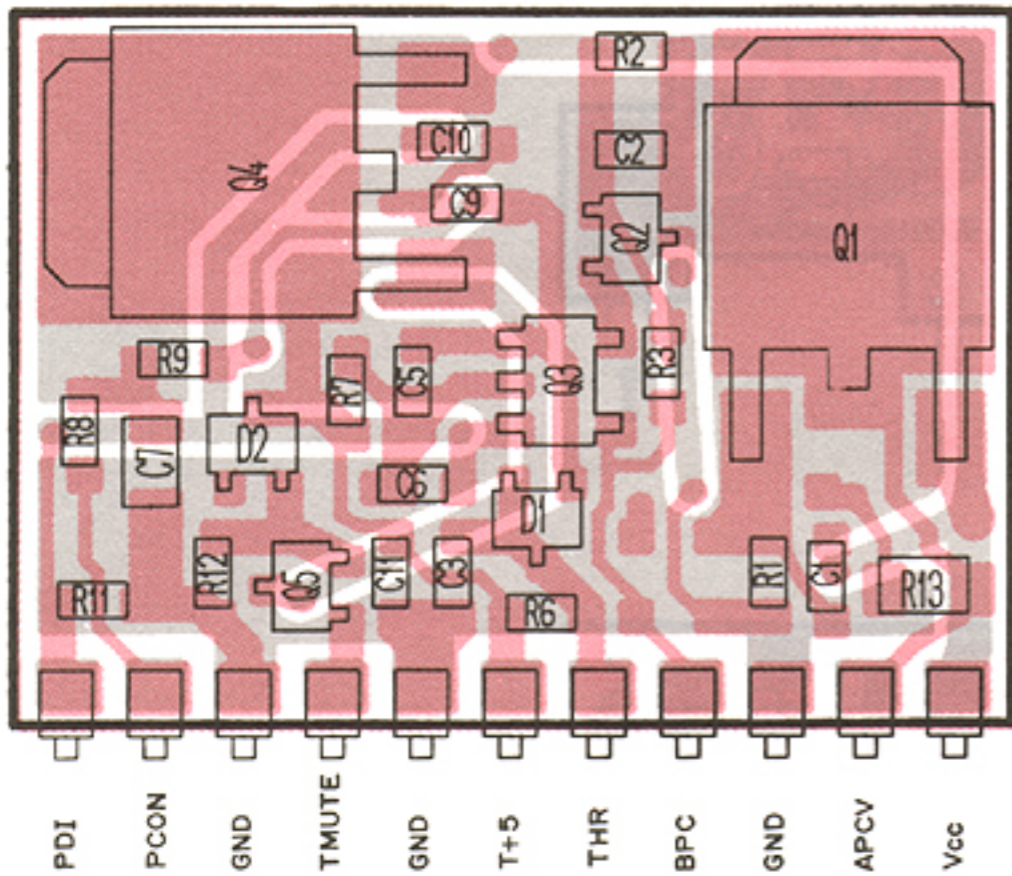 R2
Q4
C10
C2
C9
Q2
Q1
R9
R7
C5
Q3
R3
R8
C7
D2
C6
D1
R12
Q5
C11
C3
R1
C1
R11
R6
R13
PDI
PCON
GND
TMUTE
GND
T+5
THR
BPC
GND
APCV
Vcc